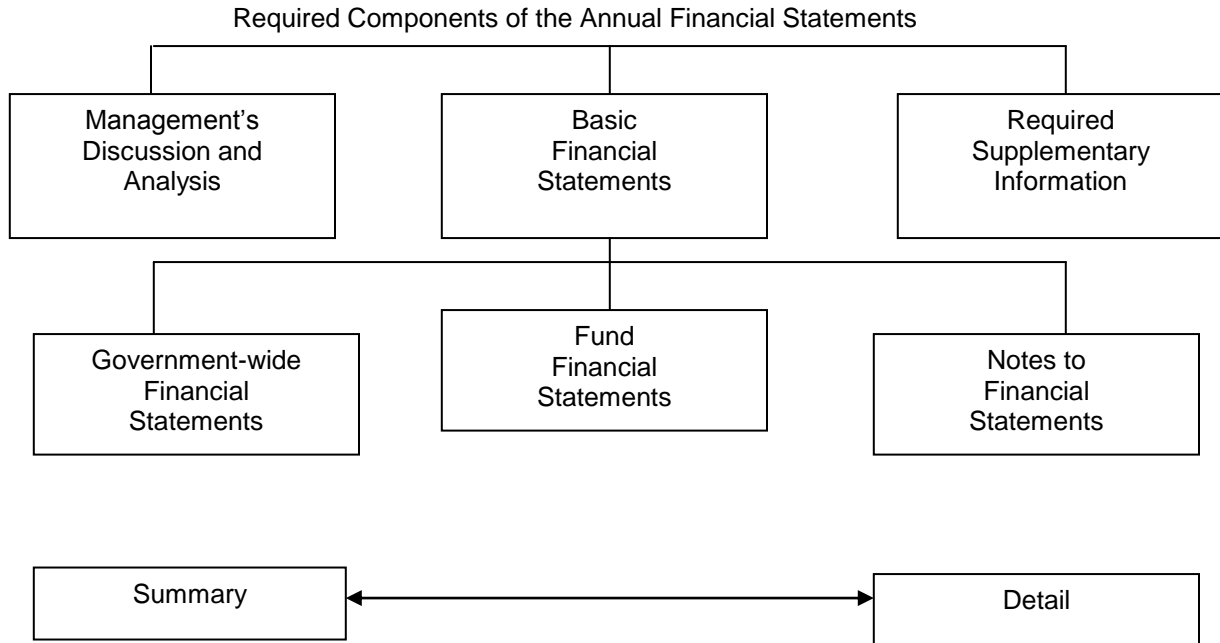 Required Components of the Annual Financial Statements
Management’s
Discussion and
Analysis
Basic
Financial
Statements
Required
Supplementary
Information
Government-wide
Financial
Statements
Fund
Financial
Statements
Notes to
Financial
Statements
Summary
Detail